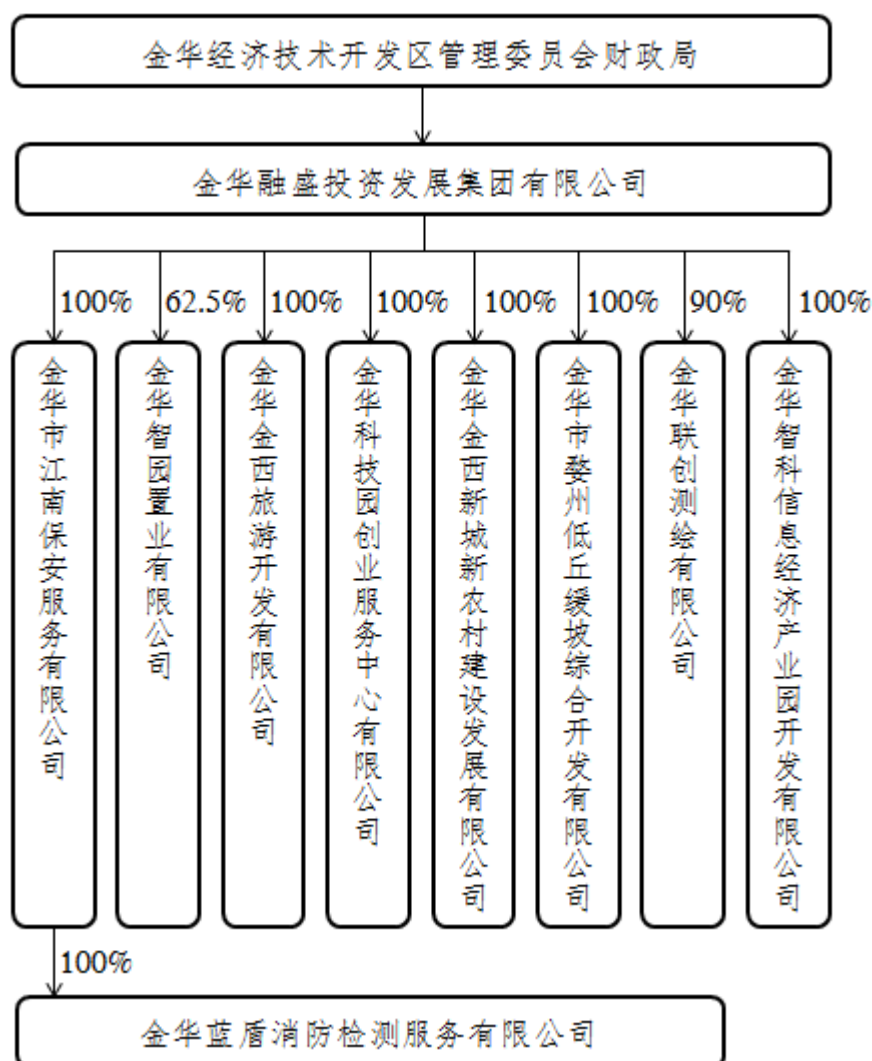 金华经济技术开发区管理委员会财政局
金华融盛投资发展集团有限公司
100%
62.5%
100%
100%
100%
100%
90%
100%
金华市江南保安服务有限公司
金华智园置业有限公司
金华金西旅游开发有限公司
金华科技园创业服务中心有限公司
金华金西新城新农村建设发展有限公司
金华市婺州低丘缓坡综合开发有限公司
金华联创测绘有限公司
金华智科信息经济产业园开发有限公司
100%
金华蓝盾消防检测服务有限公司